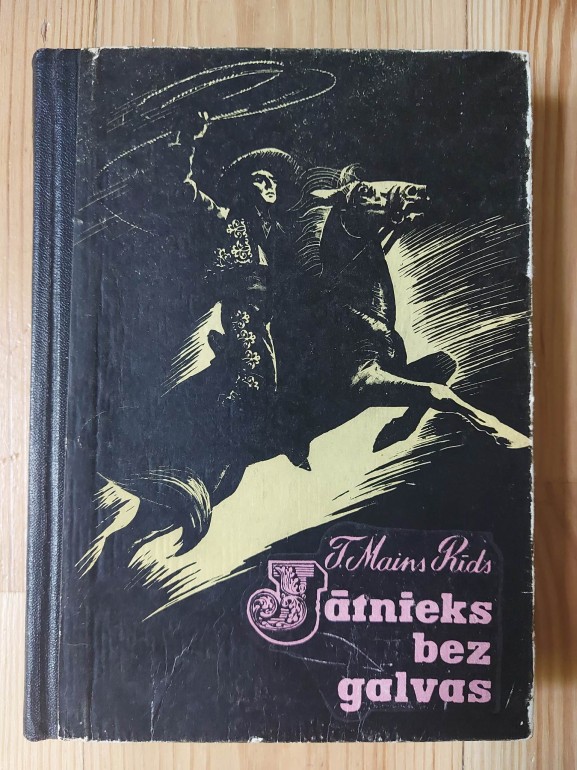 T. Mains Rīds
Jātnieks
bez
galvas